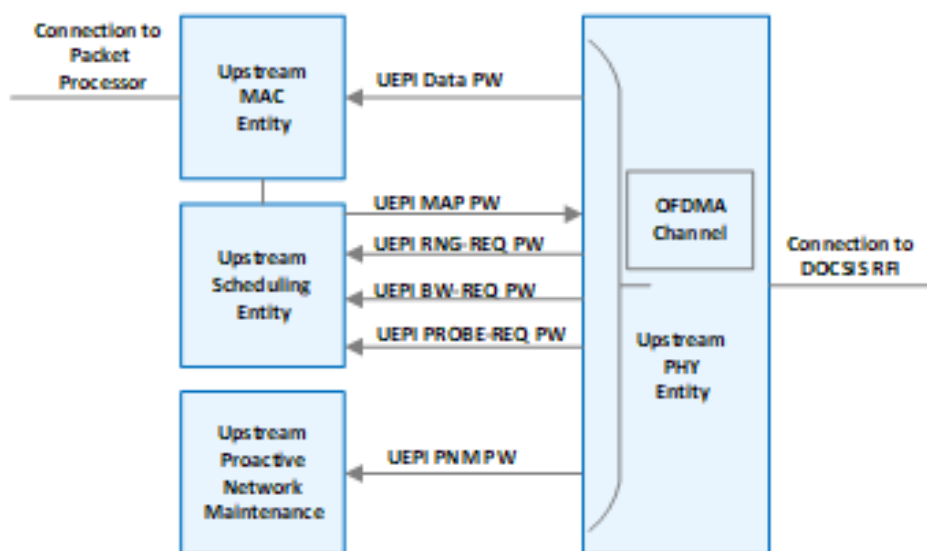 Connection to
Packet
Processor
Upstream
MAC
Entity
UEPI Data PW
UEPI MAP PW
UEPI RNG-REQ PW
UEPI BW-REQ PW
UEPI PROBE-REQ PW
Upstream
Scheduling
Entity
OFDMA
Channel
Connection to
DOCSIS RFI
Upstream
PHY
Entity
Upstream
Proactive
Network
Maintenance
UEPI PNM PW